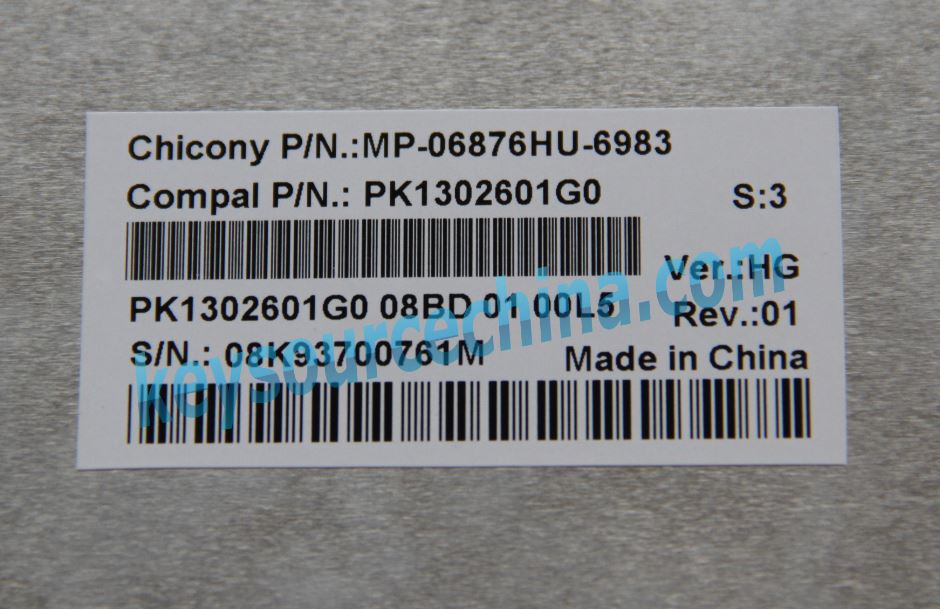 Chicony P/N.:MP-06876HU-6983
Compal P/N.: PK1302601G0
S:3
Ver.:HG
PK1302601G0 08BD 01 00L5
Rev.:01
S/N.: 08K93700761M
Made in China
keysourcechina.com